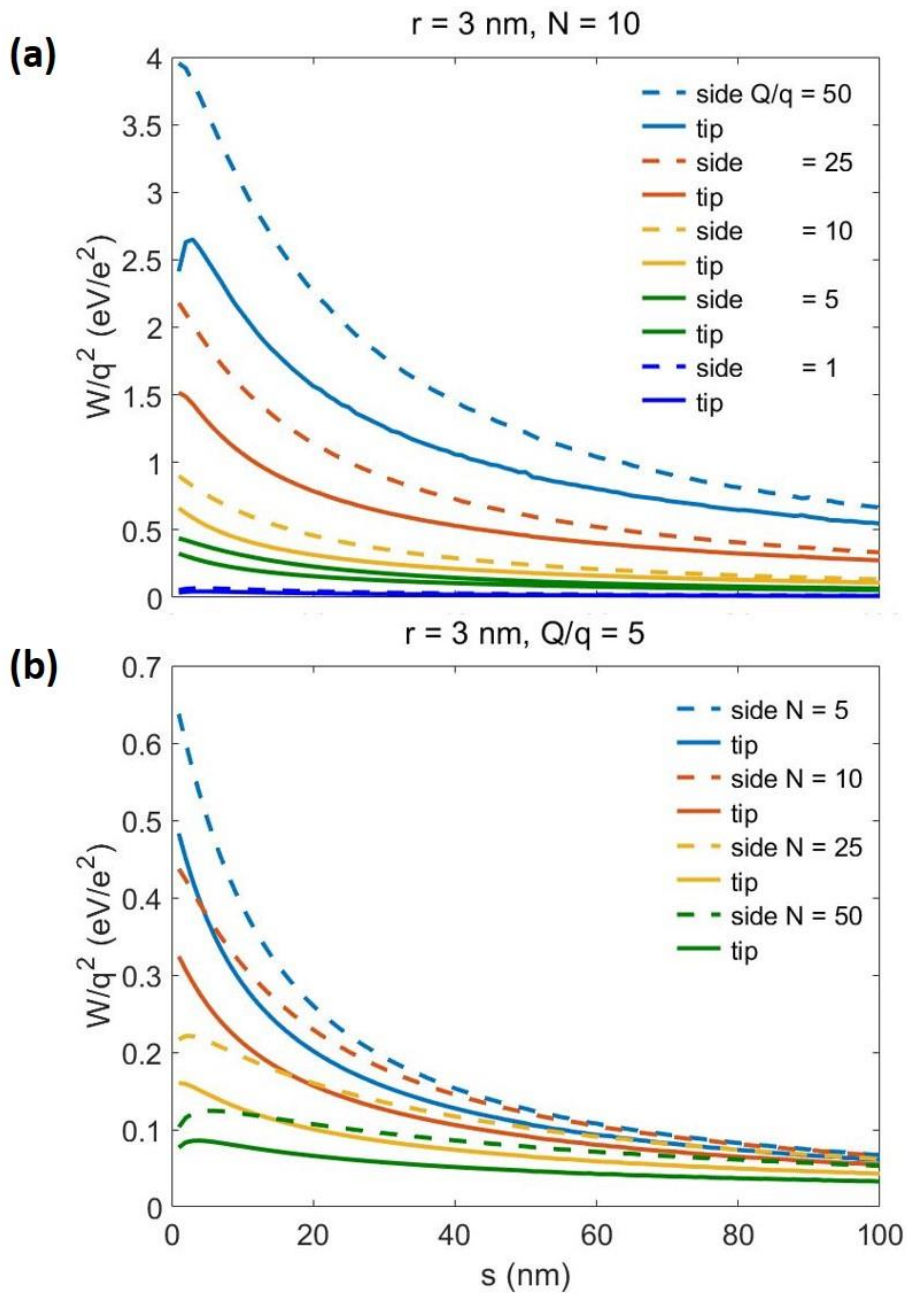 r = 3 nm, N = 10
(a)
4
3.5
3
2.5
2
1.5
1
0.5
0
W/q² (eV/e²)
side Q/q = 50
tip
side = 25
tip
side = 10
tip
side = 5
tip
side = 1
tip
r = 3 nm, Q/q = 5
(b)
0.7
0.6
0.5
0.4
0.3
0.2
0.1
0
W/q² (eV/e²)
side N = 5
tip
side N = 10
tip
side N = 25
tip
side N = 50
tip
0 20 40 60 80 100
s (nm)